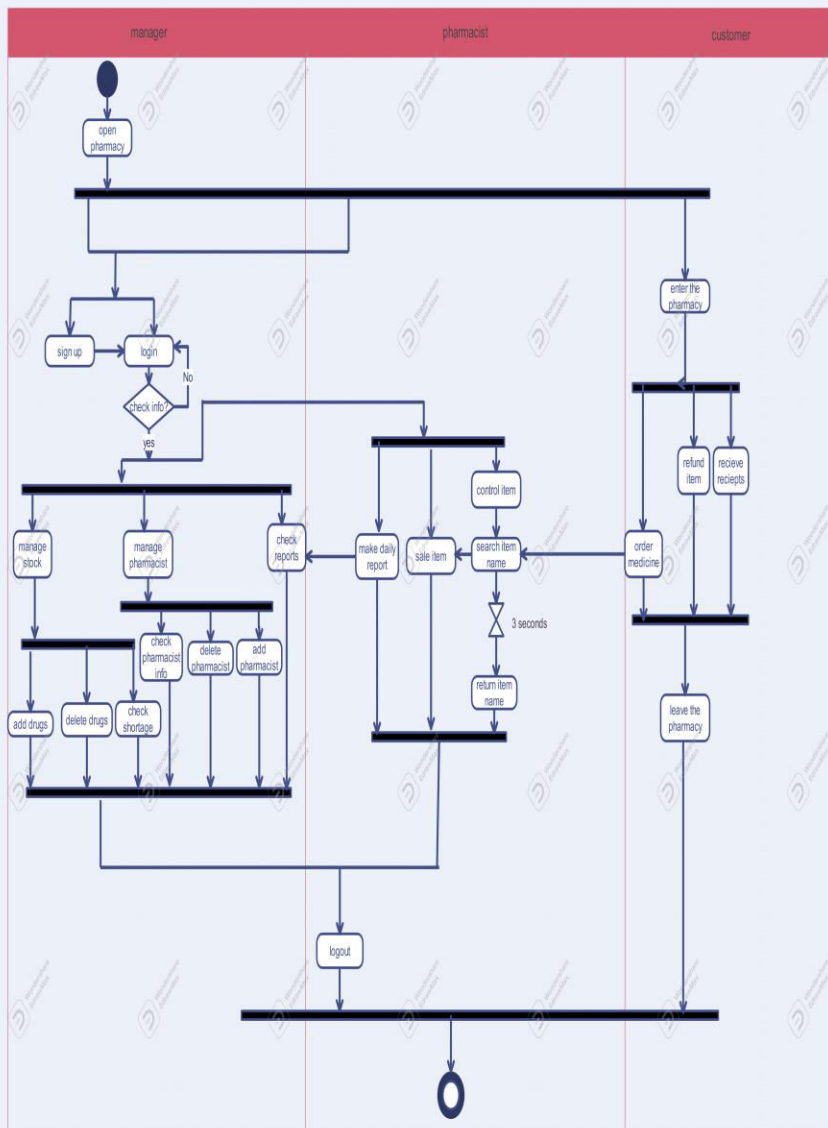 manager
pharmacist
customer
open
pharmacy
enter the
pharmacy
sign up
login
No
check info?
yes
refund
item
recieve
reciepts
control item
manage
stock
manage
pharmacist
check
reports
make daily
report
sale item
search item
name
order
medicine
3 seconds
check
pharmacist
info
delete
pharmacist
add
pharmacist
return item
name
add drugs
delete drugs
check
shortage
leave the
pharmacy
logout
Wondershare
EdrawMax